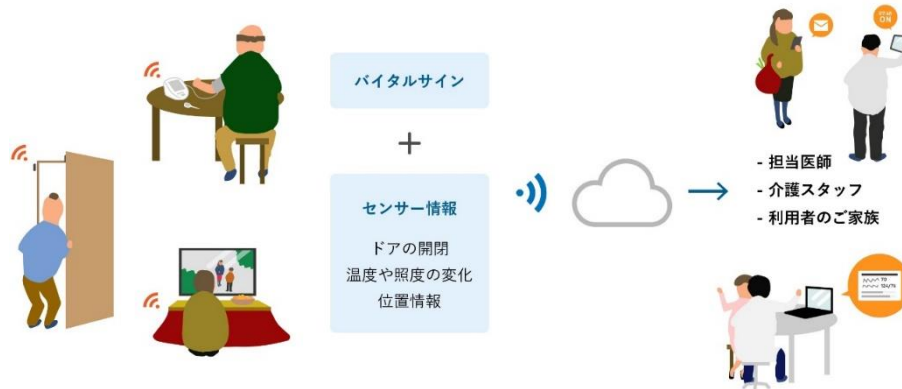 バイタルサイン
+
センサー情報
ドアの開閉
温度や照度の変化
位置情報
ON
- 担当医師
- 介護スタッフ
- 利用者のご家族